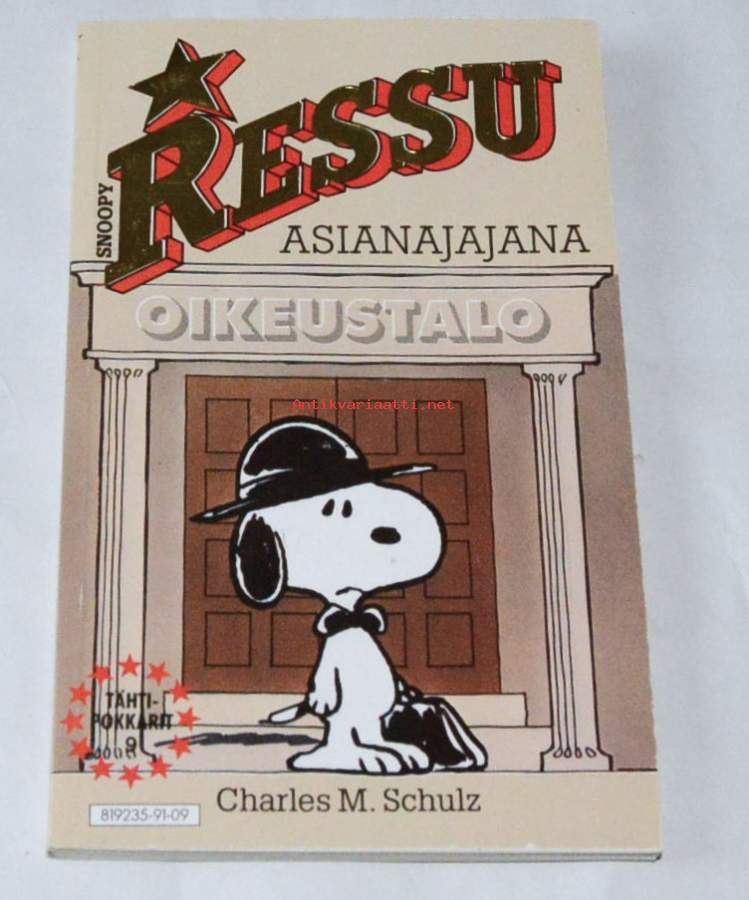 SNOOPY
RESSU
ASIANAJAJANA
OIKEUSTALO
Antikvariaatti.net
TÄHTI-
POKKARIT
9
Charles M. Schulz
819235-91-09